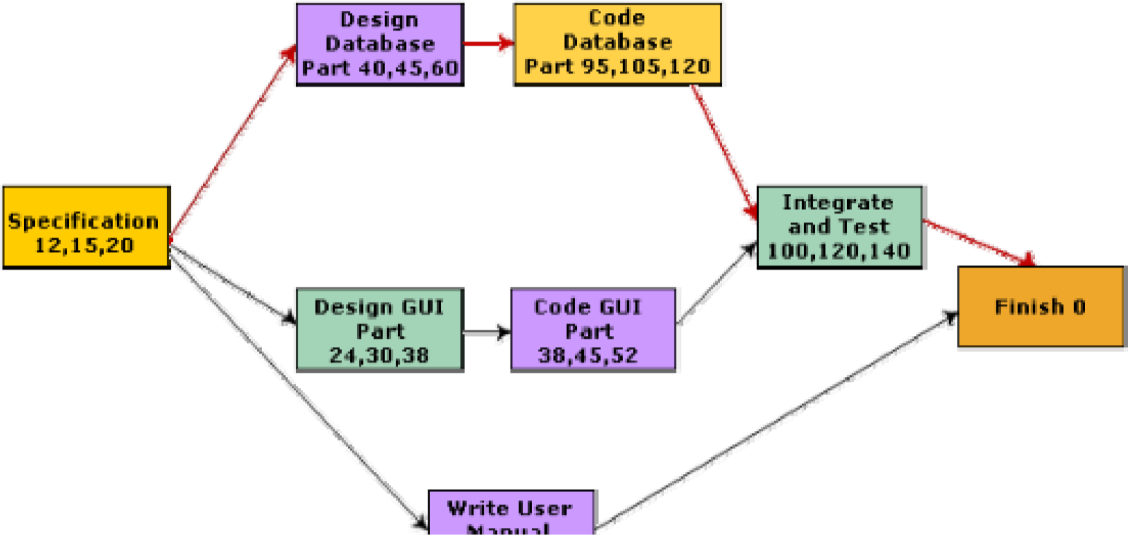 Design
Database
Part 40,45,60
Code
Database
Part 95,105,120
Specification
12,15,20
Integrate
and Test
100,120,140
Design GUI
Part
24,30,38
Code GUI
Part
38,45,52
Finish 0
Write User
Manual